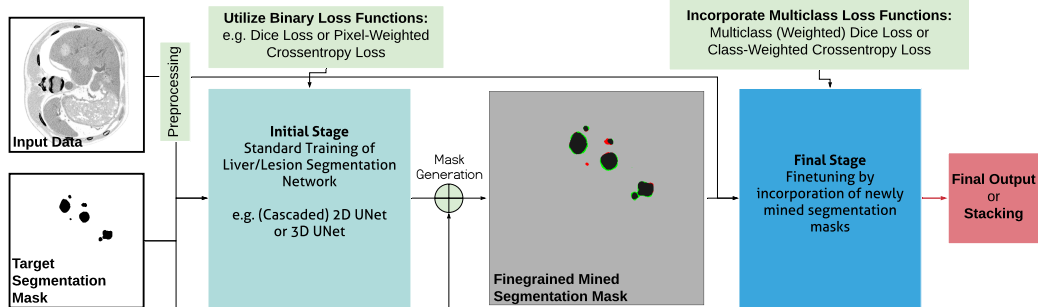 Utilize Binary Loss Functions:
e.g. Dice Loss or Pixel-Weighted
Crossentropy Loss
Incorporate Multiclass Loss Functions:
Multiclass (Weighted) Dice Loss or
Class-Weighted Crossentropy Loss
Input Data
Preprocessing
Initial Stage
Standard Training of
Liver/Lesion Segmentation
Network
e.g. (Cascaded) 2D UNet
or 3D UNet
Mask
Generation
Final Stage
Finetuning by
incorporation of newly
mined segmentation
masks
Final Output
or
Stacking
Target
Segmentation
Mask
Finegrained Mined
Segmentation Mask